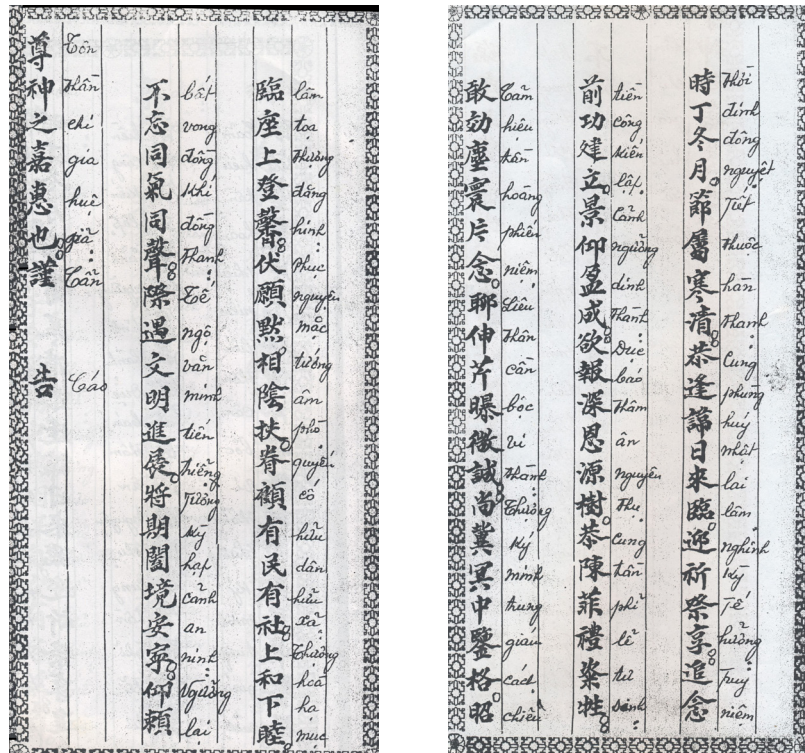 時丁冬月節屬寒清恭逢諱日來臨迎祈祭享追念
Thời đinh đông nguyệt Tiết thuộc hàn thanh Cung phùng huý nhật lai lâm nghinh kỳ Tế hưởng Truy niệm
前功建立景仰盈成欲報深恩源樹恭陳菲禮粢牲
tiền công kiến lập Cảnh ngưỡng dinh thành Dục báo thâm ân nguyên Thụ cung trần phỉ lễ tư sinh
敢効塵寰片念聊伸芹曝微誠尚冀冥中鑒格昭
Cảm hiệu trần hoàng phiến niệm Liêu thân cần bộc vi thành Thượng ký minh trung giám cách chiêu
臨座上登馨伏願默相陰扶眷顧有民有社上和下睦
lâm toạ thượng đăng hinh Phục nguyện mặc tướng âm phò quyến cố hữu dân hữu xã Thượng hoà hạ mục
不忘同氣同聲際遇文明進展將期闔境安寧仰賴
bất vong đồng khí đồng Thanh Tế ngộ văn minh tiến triển Tương kỳ hạp cảnh an ninh Ngưỡng lai
尊神之嘉惠也謹告
Tôn thần chi gia huệ giã Cẩn Cáo